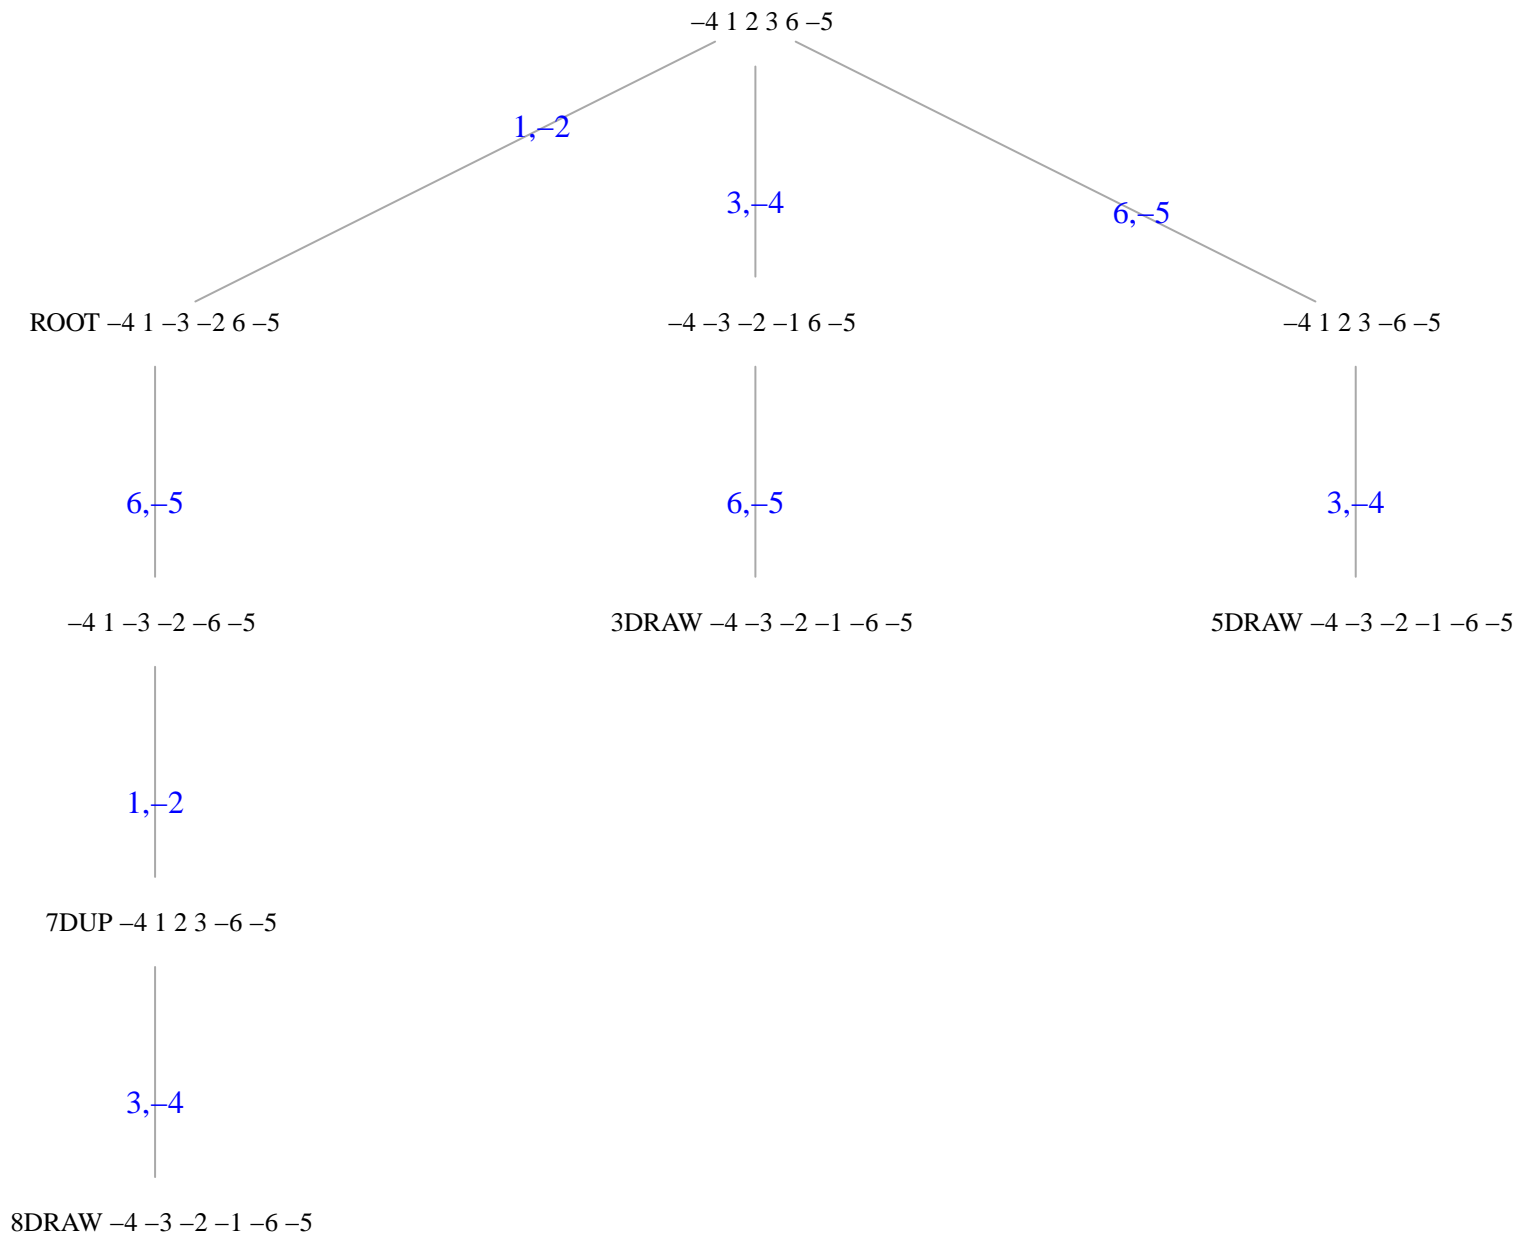 –4 1 2 3 6 –5
1,–2
3,–4
6,–5
ROOT –4 1 –3 –2 6 –5
–4 –3 –2 –1 6 –5
–4 1 2 3 –6 –5
6,–5
6,–5
3,–4
–4 1 –3 –2 –6 –5
3DRAW –4 –3 –2 –1 –6 –5
5DRAW –4 –3 –2 –1 –6 –5
1,–2
7DUP –4 1 2 3 –6 –5
3,–4
8DRAW –4 –3 –2 –1 –6 –5